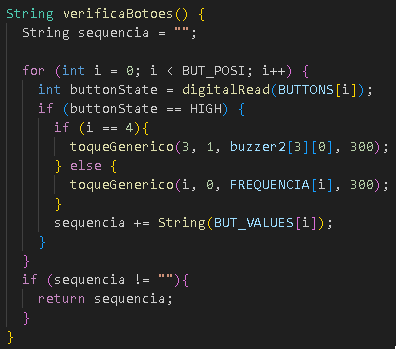 String verificaBotoes() {
  String sequencia = "";

  for (int i = 0; i < BUT_POSI; i++) {
    int buttonState = digitalRead(BUTTONS[i]);
    if (buttonState == HIGH) {
      if (i == 4){
        toqueGenerico(3, 1, buzzer2[3][0], 300);
      } else {
        toqueGenerico(i, 0, FREQUENCIA[i], 300);
      }
      sequencia += String(BUT_VALUES[i]);
    }
  }
  if (sequencia != ""){
    return sequencia;
  }
}